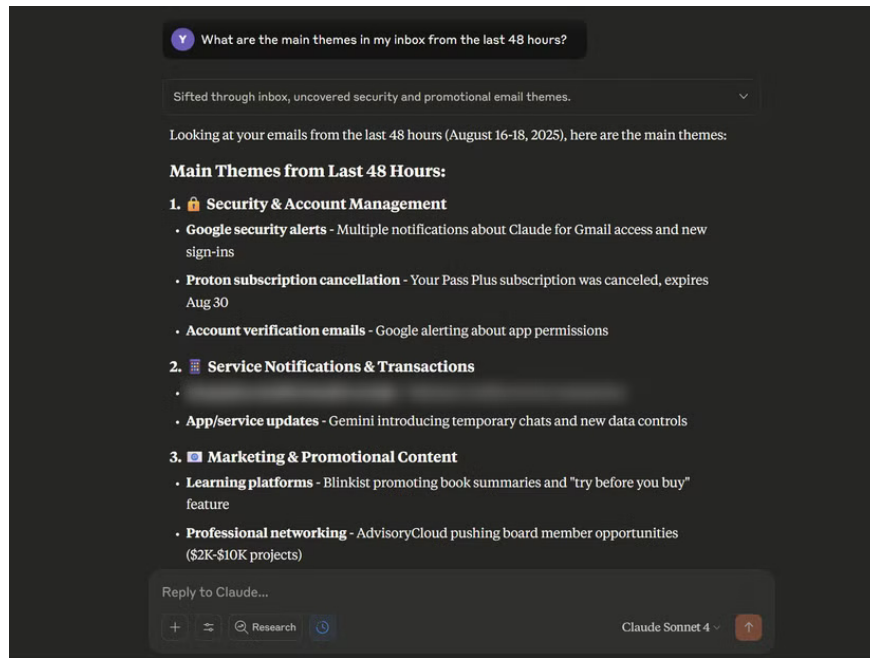 Y What are the main themes in my inbox from the last 48 hours?
Sifted through inbox, uncovered security and promotional email themes.
Looking at your emails from the last 48 hours (August 16-18, 2025), here are the main themes:
Main Themes from Last 48 Hours:
1. 🔒 Security & Account Management
• Google security alerts - Multiple notifications about Claude for Gmail access and new
sign-ins
• Proton subscription cancellation - Your Pass Plus subscription was canceled, expires
Aug 30
• Account verification emails - Google alerting about app permissions
2. 🏢 Service Notifications & Transactions
•
• App/service updates - Gemini introducing temporary chats and new data controls
3. 📧 Marketing & Promotional Content
• Learning platforms - Blinkist promoting book summaries and "try before you buy"
feature
• Professional networking - AdvisoryCloud pushing board member opportunities
($2K-$10K projects)
Reply to Claude...
Research
Claude Sonnet 4